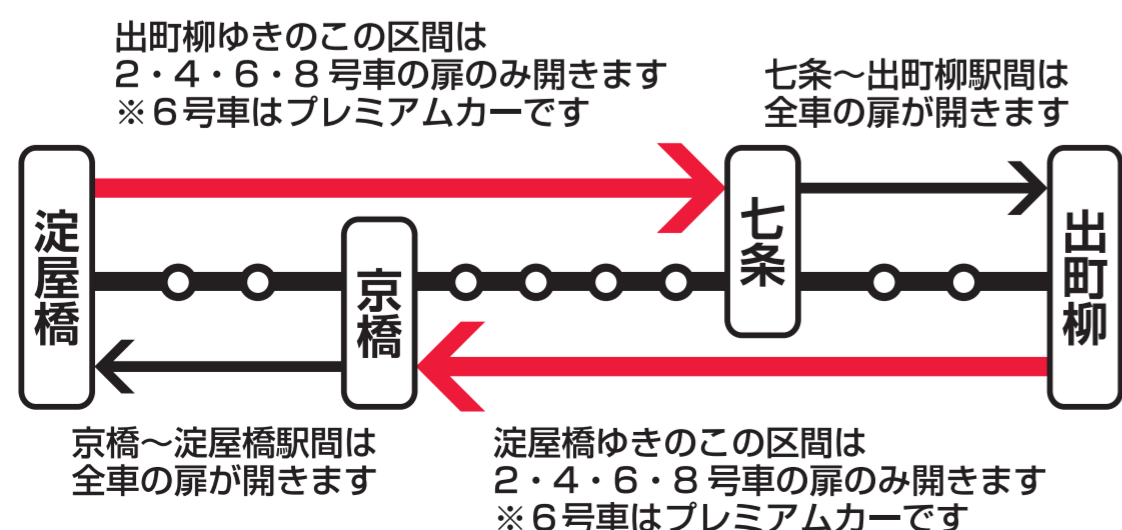 出町柳ゆきのこの区間は
2・4・6・8 号車の扉のみ開きます
※6号車はプレミアムカーです
七条〜出町柳駅間は
全車の扉が開きます
淀屋橋
京橋
七条
出町柳
京橋〜淀屋橋駅間は
全車の扉が開きます
淀屋橋ゆきのこの区間は
2・4・6・8 号車の扉のみ開きます
※6号車はプレミアムカーです